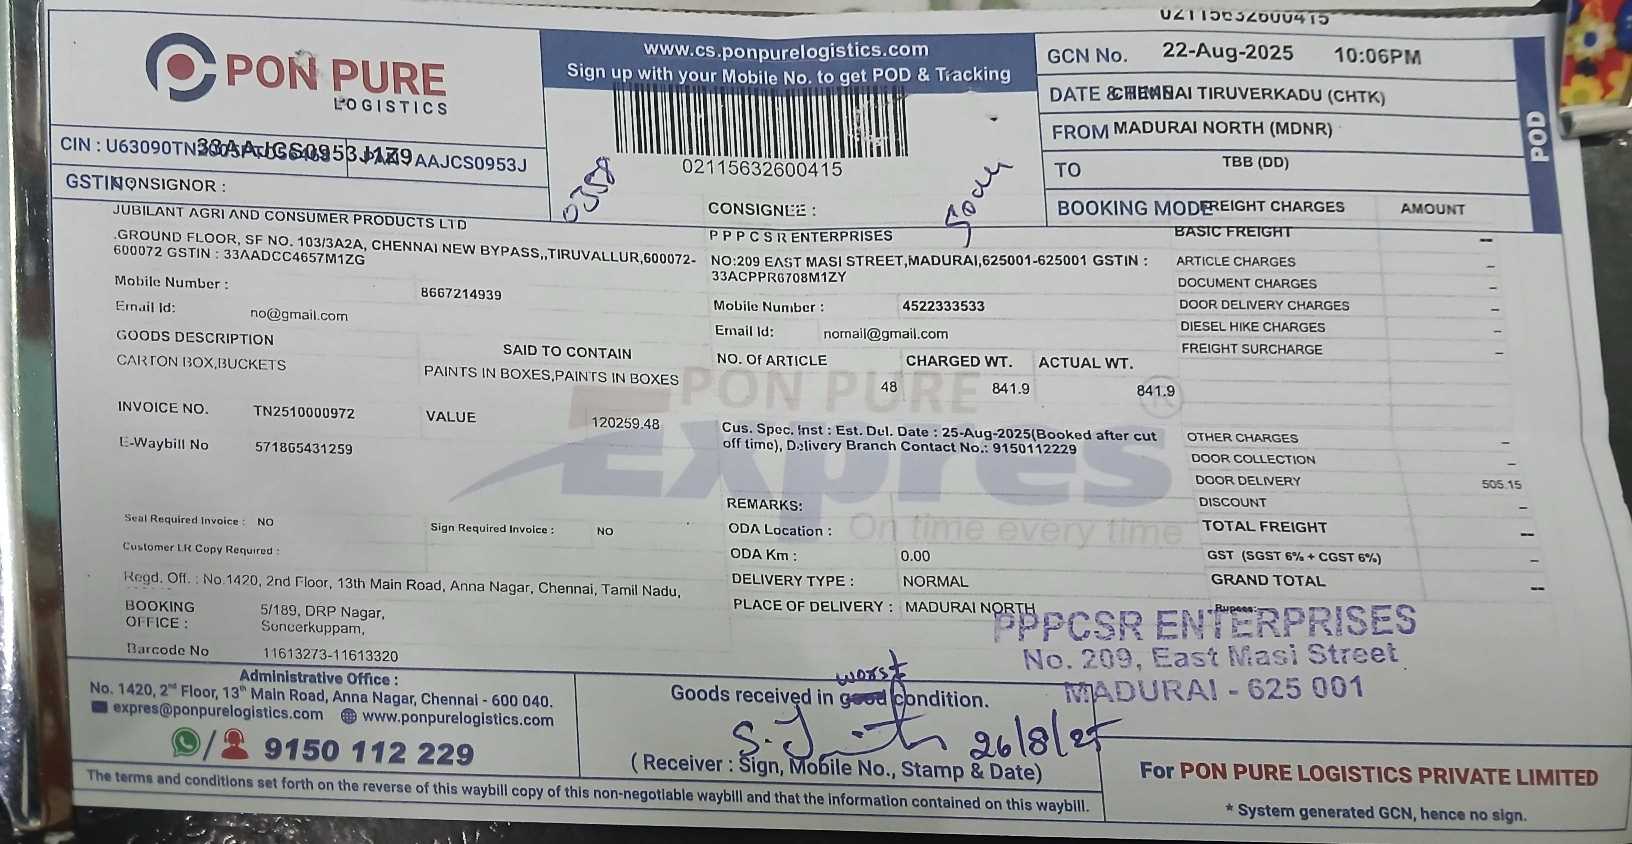 02115632600415
PON PURE
LOGISTICS
www.cs.ponpurelogistics.com
Sign up with your Mobile No. to get POD & Tracking
02115632600415
0358
GCN No. 22-Aug-2025 10:06PM
DATE & CHENNAI TIRUVERKADU (CHTK)
FROM MADURAI NORTH (MDNR)
TO TBB (DD)
BOOKING MODE
POD
CIN : U63090TN
33AAJCS0953J1Z9
PAN AAJCS0953J
GSTIN
CONSIGNOR :
JUBILANT AGRI AND CONSUMER PRODUCTS LTD
.GROUND FLOOR, SF NO. 103/3A2A, CHENNAI NEW BYPASS,,TIRUVALLUR,600072-
600072 GSTIN : 33AADCC4657M1ZG
Mobile Number : 8667214939
Email Id: no@gmail.com
CONSIGNEE :
P P P C S R ENTERPRISES
NO:209 EAST MASI STREET,MADURAI,625001-625001 GSTIN :
33ACPPR6708M1ZY
Mobile Number : 4522333533
Email Id: nomail@gmail.com
FREIGHT CHARGES AMOUNT
BASIC FREIGHT --
ARTICLE CHARGES -
DOCUMENT CHARGES -
DOOR DELIVERY CHARGES -
DIESEL HIKE CHARGES -
FREIGHT SURCHARGE -
GOODS DESCRIPTION SAID TO CONTAIN
CARTON BOX,BUCKETS PAINTS IN BOXES,PAINTS IN BOXES
NO. Of ARTICLE CHARGED WT. ACTUAL WT.
48 841.9 841.9
INVOICE NO. TN2510000972 VALUE 120259.48
E-Waybill No 571865431259
Cus. Spec. Inst : Est. Del. Date : 25-Aug-2025(Booked after cut
off time), Delivery Branch Contact No.: 9150112229
PON PURE
Expres
On time every time
OTHER CHARGES -
DOOR COLLECTION -
DOOR DELIVERY 505.15
DISCOUNT -
TOTAL FREIGHT --
GST (SGST 6% + CGST 6%) -
GRAND TOTAL --
Rupees:
REMARKS:
ODA Location :
ODA Km : 0.00
DELIVERY TYPE : NORMAL
PLACE OF DELIVERY : MADURAI NORTH
Seal Required Invoice : NO Sign Required Invoice : NO
Customer LR Copy Required :
Regd. Off. : No.1420, 2nd Floor, 13th Main Road, Anna Nagar, Chennai, Tamil Nadu,
BOOKING 5/189, DRP Nagar,
OFFICE : Soncerkuppam,
Barcode No 11613273-11613320
PPPCSR ENTERPRISES
No. 209, East Masi Street
MADURAI - 625 001
Administrative Office :
No. 1420, 2nd Floor, 13th Main Road, Anna Nagar, Chennai - 600 040.
expres@ponpurelogistics.com www.ponpurelogistics.com
/ 9150 112 229
worst
Goods received in good condition.
26/8/25
(Receiver : Sign, Mobile No., Stamp & Date)
The terms and conditions set forth on the reverse of this waybill copy of this non-negotiable waybill and that the information contained on this waybill.
For PON PURE LOGISTICS PRIVATE LIMITED
* System generated GCN, hence no sign.